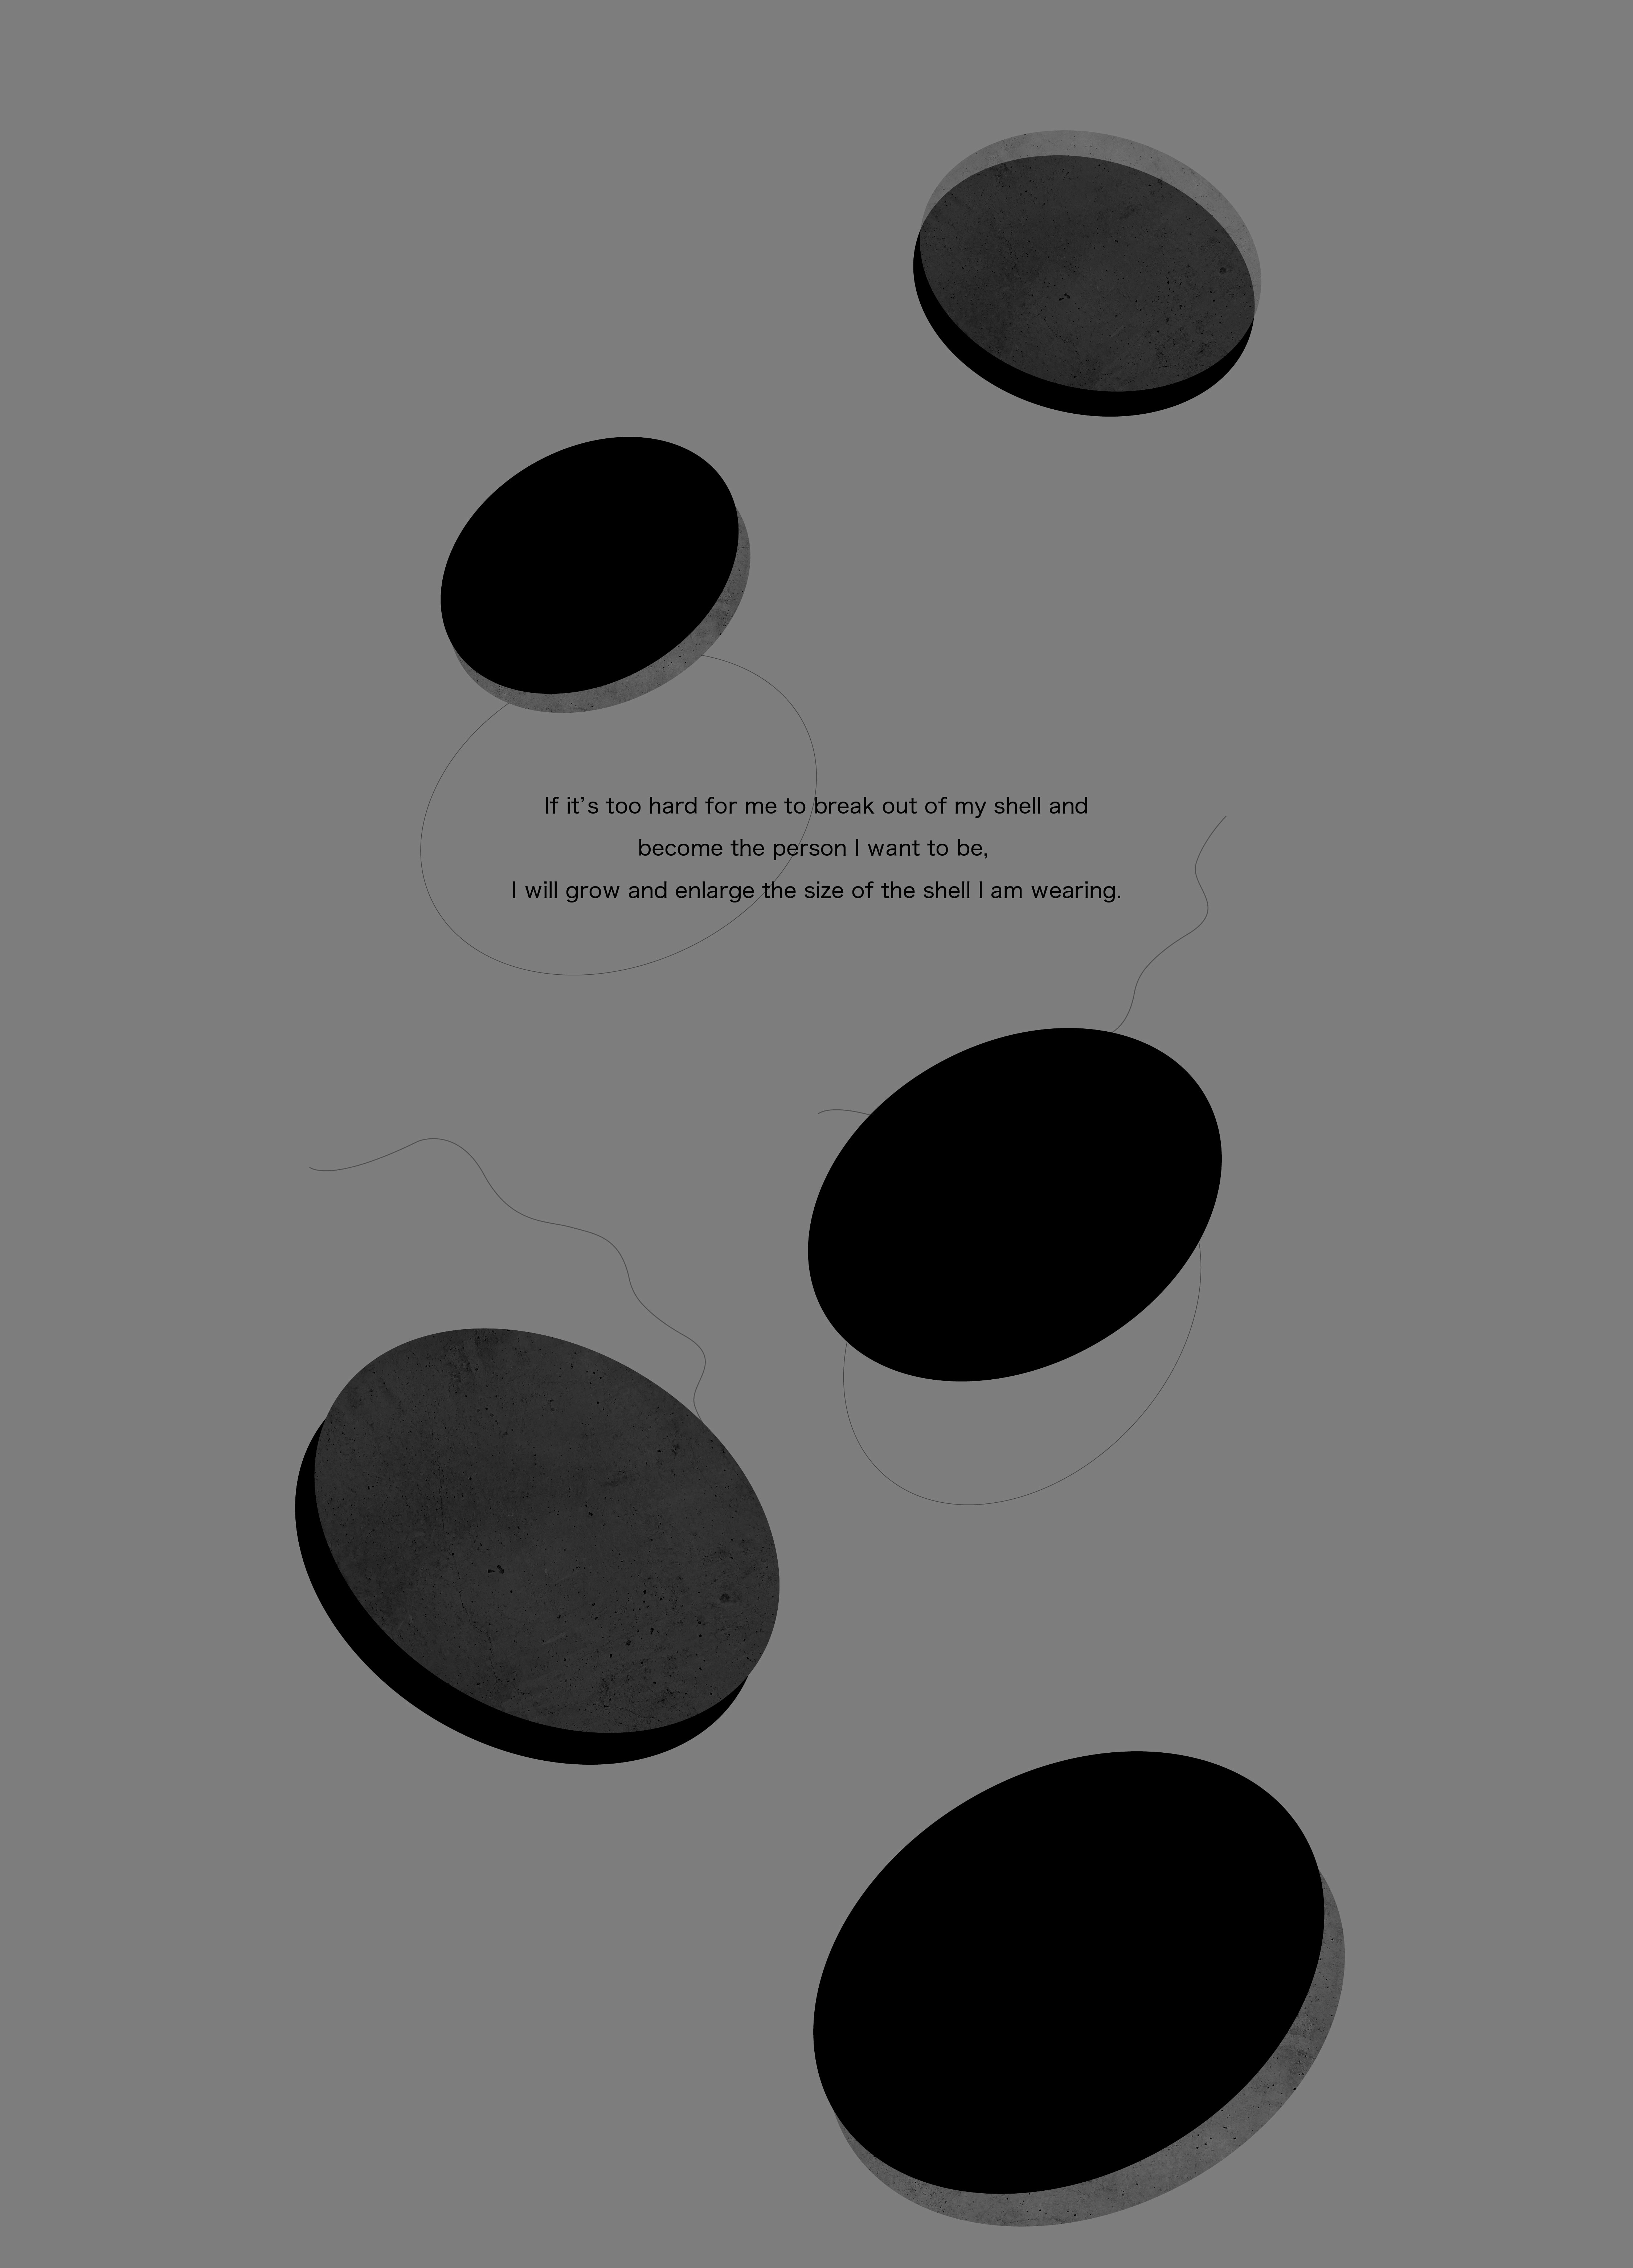 If it’s too hard for me to break out of my shell and
become the person I want to be,
I will grow and enlarge the size of the shell I am wearing.